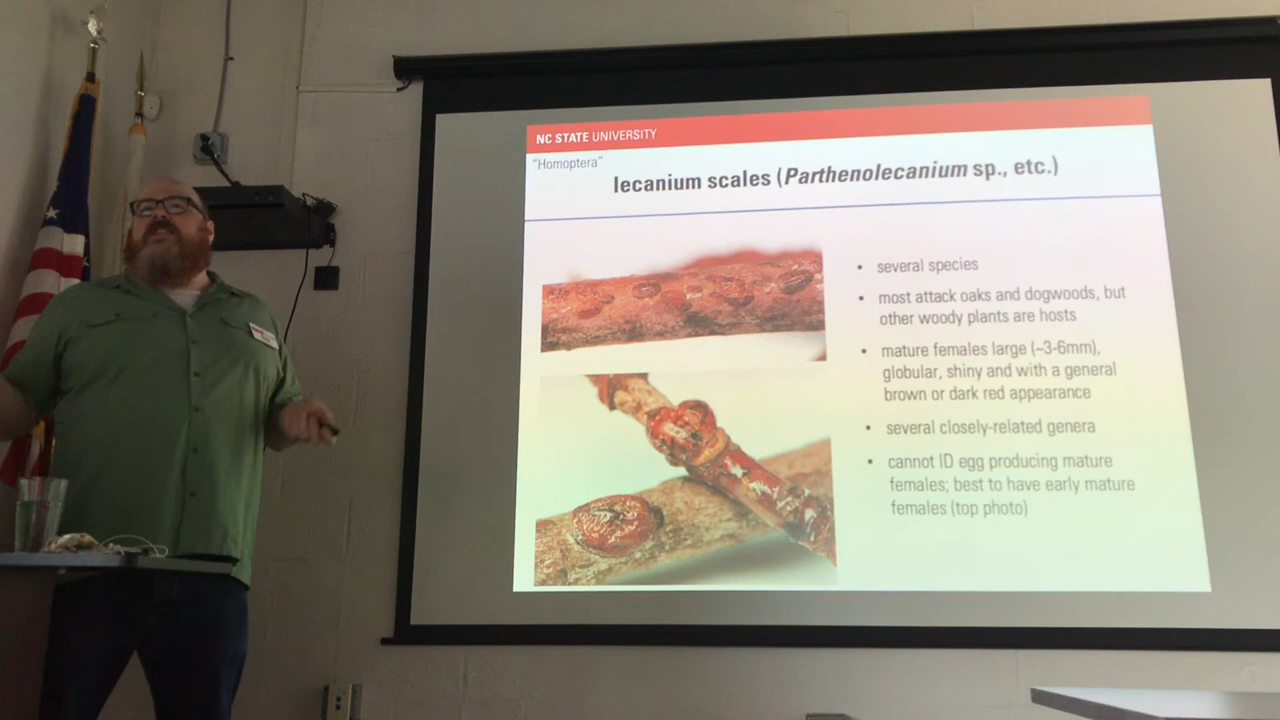 NC STATE UNIVERSITY
“Homoptera”
lecanium scales (Parthenolecanium sp., etc.)
• several species
• most attack oaks and dogwoods, but
other woody plants are hosts
• mature females large (~3-6mm),
globular, shiny and with a general
brown or dark red appearance
• several closely-related genera
• cannot ID egg producing mature
females; best to have early mature
females (top photo)